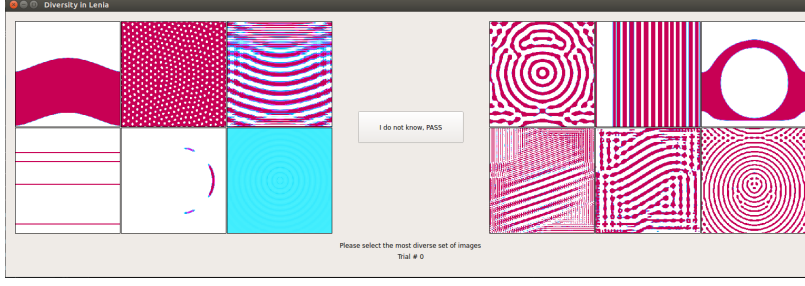 Diversity in Lenia
I do not know, PASS
Please select the most diverse set of images
Trial # 0